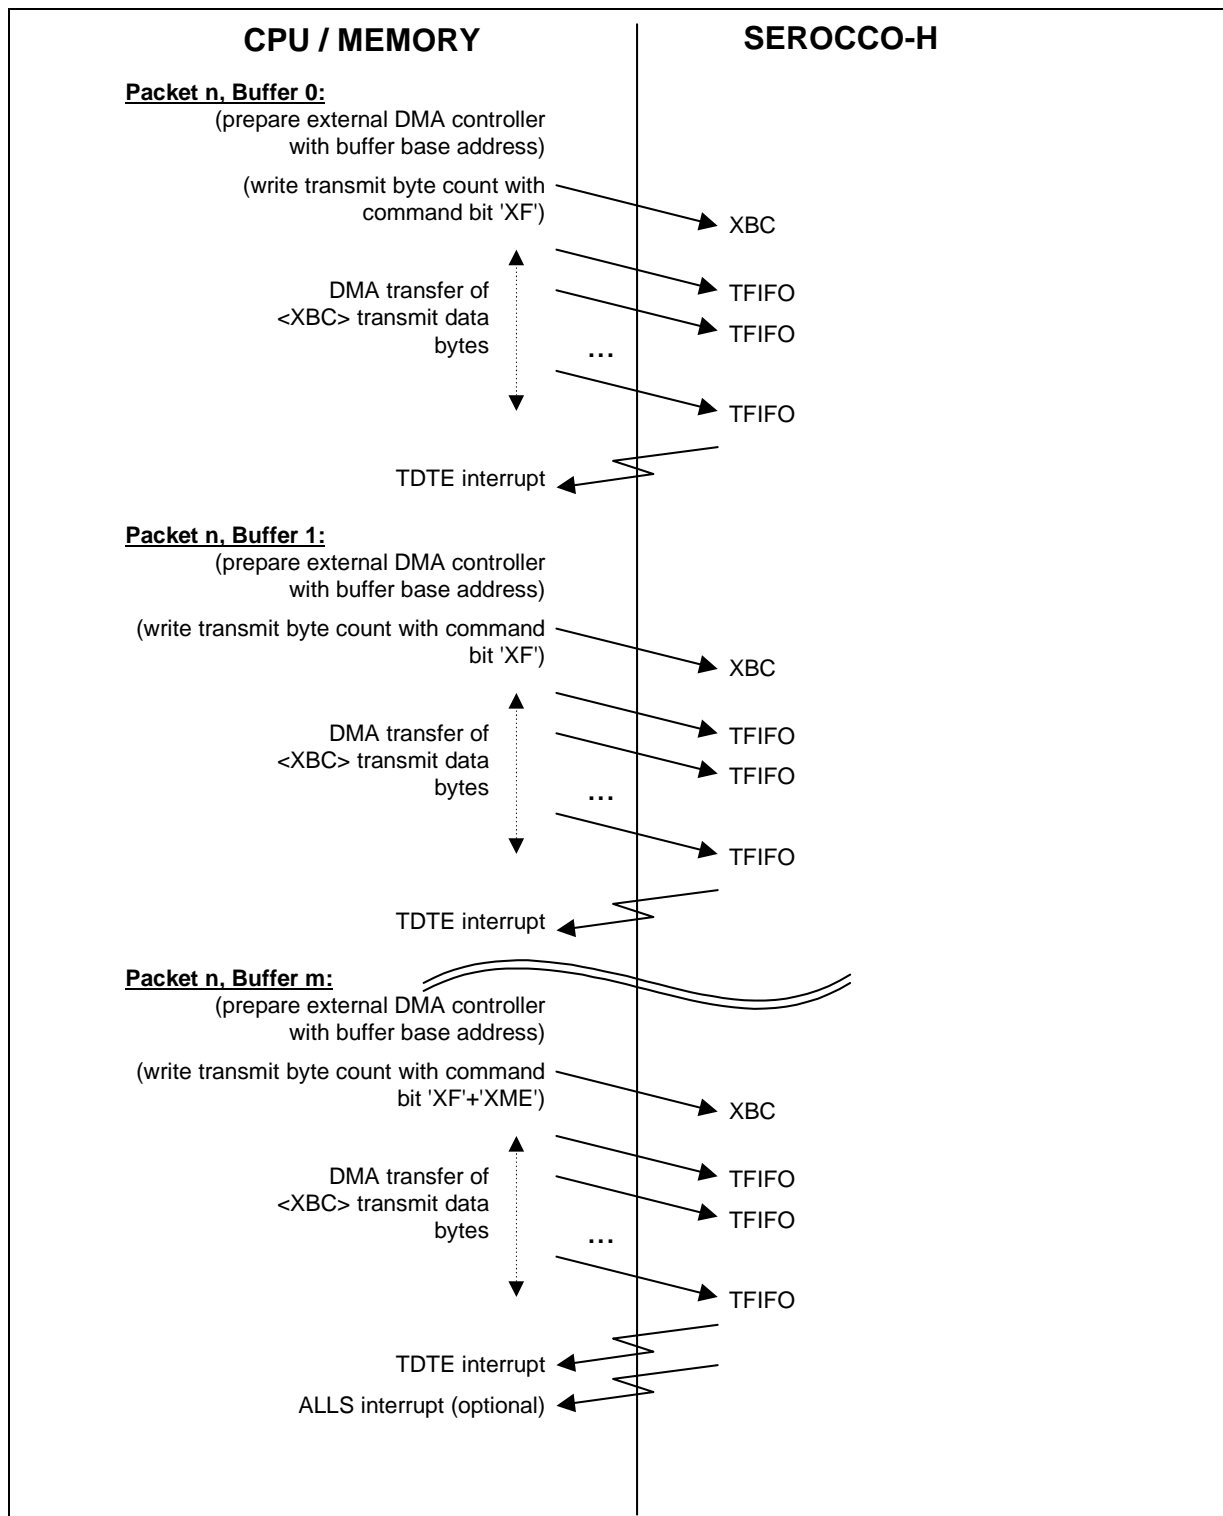 CPU / MEMORY
SEROCCO-H
Packet n, Buffer 0:
(prepare external DMA controller
with buffer base address)
(write transmit byte count with
command bit 'XF')
XBC
DMA transfer of
<XBC> transmit data
bytes
...
TFIFO
TFIFO
TFIFO
TDTE interrupt
Packet n, Buffer 1:
(prepare external DMA controller
with buffer base address)
(write transmit byte count with command
bit 'XF')
XBC
DMA transfer of
<XBC> transmit data
bytes
...
TFIFO
TFIFO
TFIFO
TDTE interrupt
Packet n, Buffer m:
(prepare external DMA controller
with buffer base address)
(write transmit byte count with command
bit 'XF'+'XME')
XBC
DMA transfer of
<XBC> transmit data
bytes
...
TFIFO
TFIFO
TFIFO
TDTE interrupt
ALLS interrupt (optional)